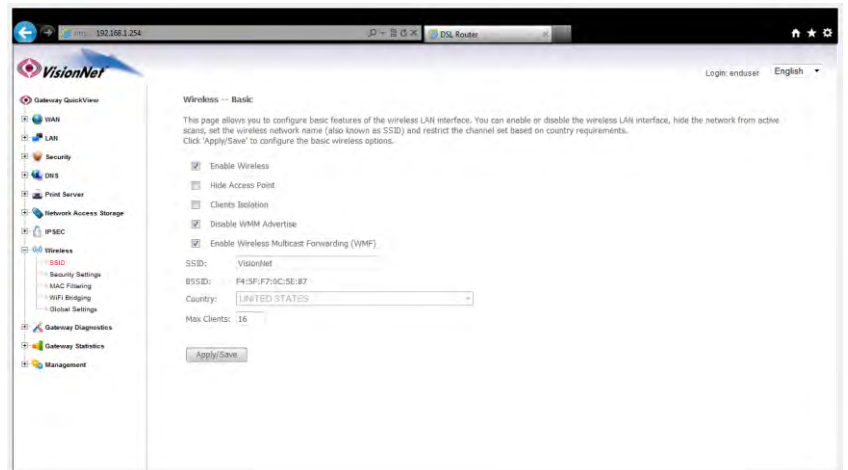 192.168.1.254
DSL Router
VisionNet
Login: enduser
English
Gateway QuickView
WAN
LAN
Security
DNS
Print Server
Network Access Storage
IPSEC
Wireless
SSID
Security Settings
MAC Filtering
WiFi Bridging
Global Settings
Gateway Diagnostics
Gateway Statistics
Management
Wireless -- Basic
This page allows you to configure basic features of the wireless LAN interface. You can enable or disable the wireless LAN interface, hide the network from active
scans, set the wireless network name (also known as SSID) and restrict the channel set based on country requirements.
Click 'Apply/Save' to configure the basic wireless options.
Enable Wireless
Hide Access Point
Clients Isolation
Disable WMM Advertise
Enable Wireless Multicast Forwarding (WMF)
SSID: VisionNet
BSSID: F4:5F:F7:0C:5E:87
Country: UNITED STATES
Max Clients: 16
Apply/Save